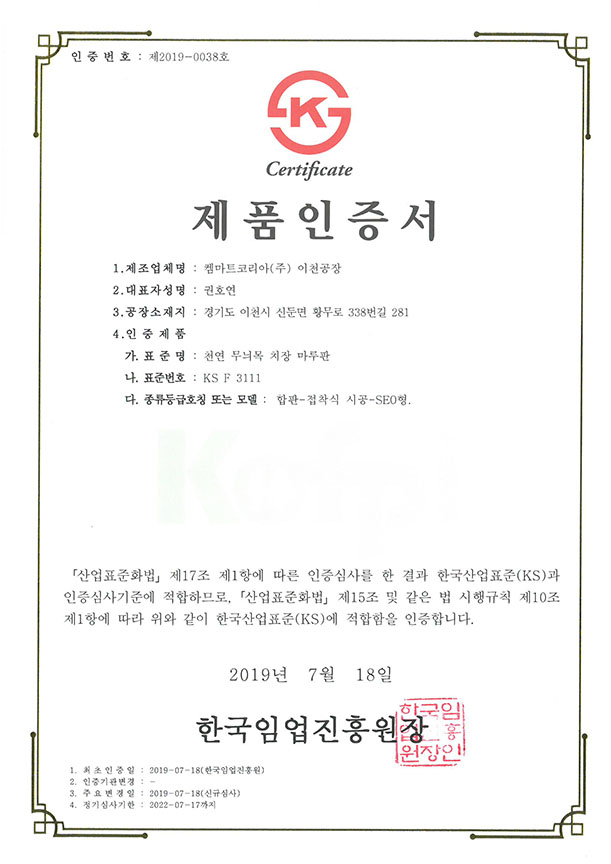 인증번호 : 제2019-0038호
KS
Certificate
제품인증서
1.제조업체명 : 켐마트코리아(주) 이천공장
2.대표자성명 : 권호연
3.공장소재지 : 경기도 이천시 신둔면 황무로 338번길 281
4.인증제품
가. 표준명 : 천연 무늬목 치장 마루판
나. 표준번호 : KS F 3111
다. 종류등급호칭 또는 모델 : 합판-접착식 시공-SE0형.
Kofpi
「산업표준화법」 제17조 제1항에 따른 인증심사를 한 결과 한국산업표준(KS)과
인증심사기준에 적합하므로, 「산업표준화법」 제15조 및 같은 법 시행규칙 제10조
제1항에 따라 위와 같이 한국산업표준(KS)에 적합함을 인증합니다.
2019년 7월 18일
한국임업진흥원장
한국임
업진흥
원장인
1. 최초인증일 : 2019-07-18(한국임업진흥원)
2. 인증기관변경 : -
3. 주요변경일 : 2019-07-18(신규심사)
4. 정기심사기한 : 2022-07-17까지